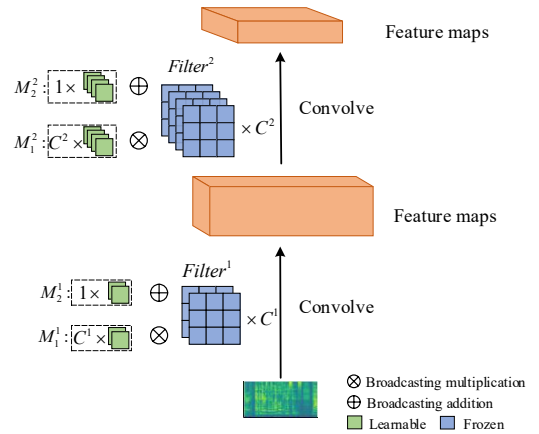 Feature maps
Filter²
M₂² : 1 × ⊕
Convolve
M₁² : C² × ⊗ × C²
Feature maps
Filter¹
M₂¹ : 1 × ⊕
× C¹
Convolve
M₁¹ : C¹ × ⊗
⊗ Broadcasting multiplication
⊕ Broadcasting addition
Learnable Frozen